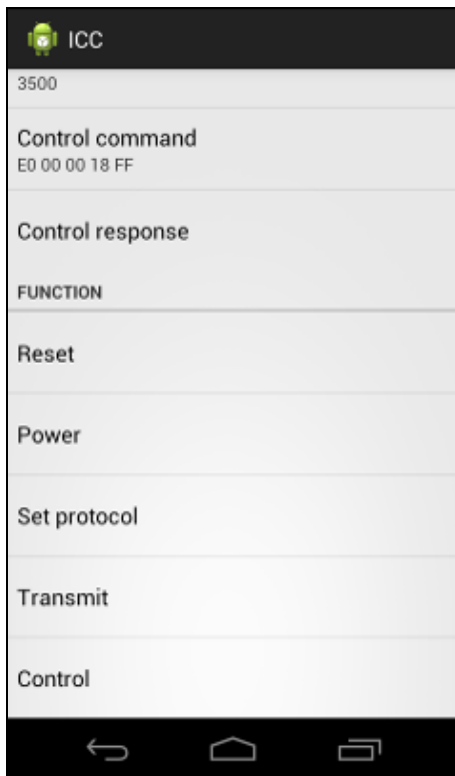 ICC
3500
Control command
E0 00 00 18 FF
Control response
FUNCTION
Reset
Power
Set protocol
Transmit
Control